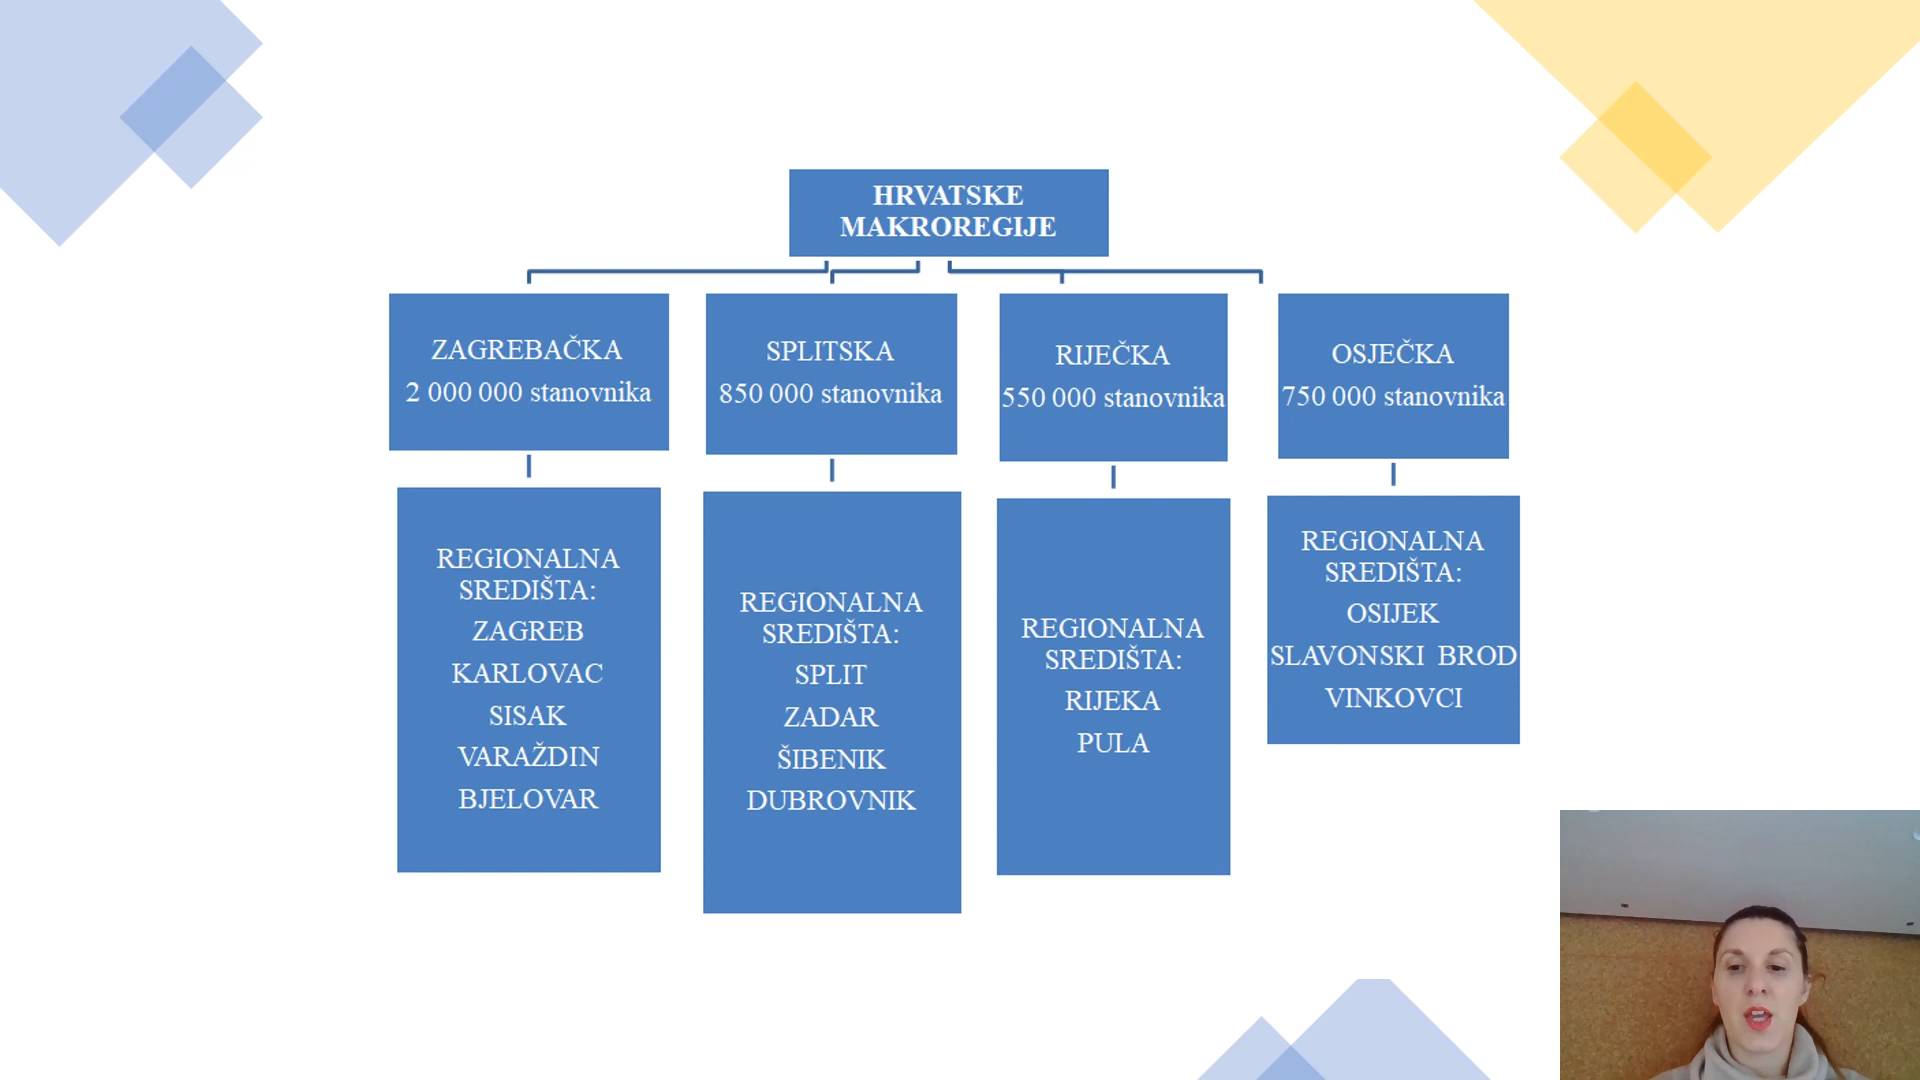 HRVATSKE
MAKROREGIJE
ZAGREBAČKA
2 000 000 stanovnika
SPLITSKA
850 000 stanovnika
RIJEČKA
550 000 stanovnika
OSJEČKA
750 000 stanovnika
REGIONALNA
SREDIŠTA:
ZAGREB
KARLOVAC
SISAK
VARAŽDIN
BJELOVAR
REGIONALNA
SREDIŠTA:
SPLIT
ZADAR
ŠIBENIK
DUBROVNIK
REGIONALNA
SREDIŠTA:
RIJEKA
PULA
REGIONALNA
SREDIŠTA:
OSIJEK
SLAVONSKI BROD
VINKOVCI